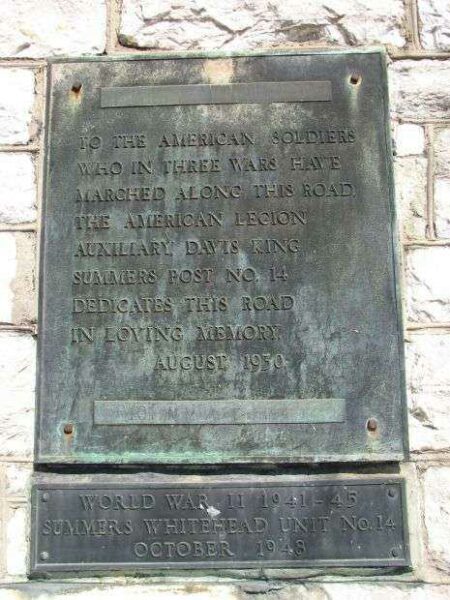 TO THE AMERICAN SOLDIERS
WHO IN THREE WARS HAVE
MARCHED ALONG THIS ROAD,
THE AMERICAN LEGION
AUXILIARY, DAVIS KING
SUMMERS POST NO. 14
DEDICATES THIS ROAD
IN LOVING MEMORY.
AUGUST 1930
WORLD WAR II 1941-45
SUMMERS WHITEHEAD UNIT NO. 14
OCTOBER 1948